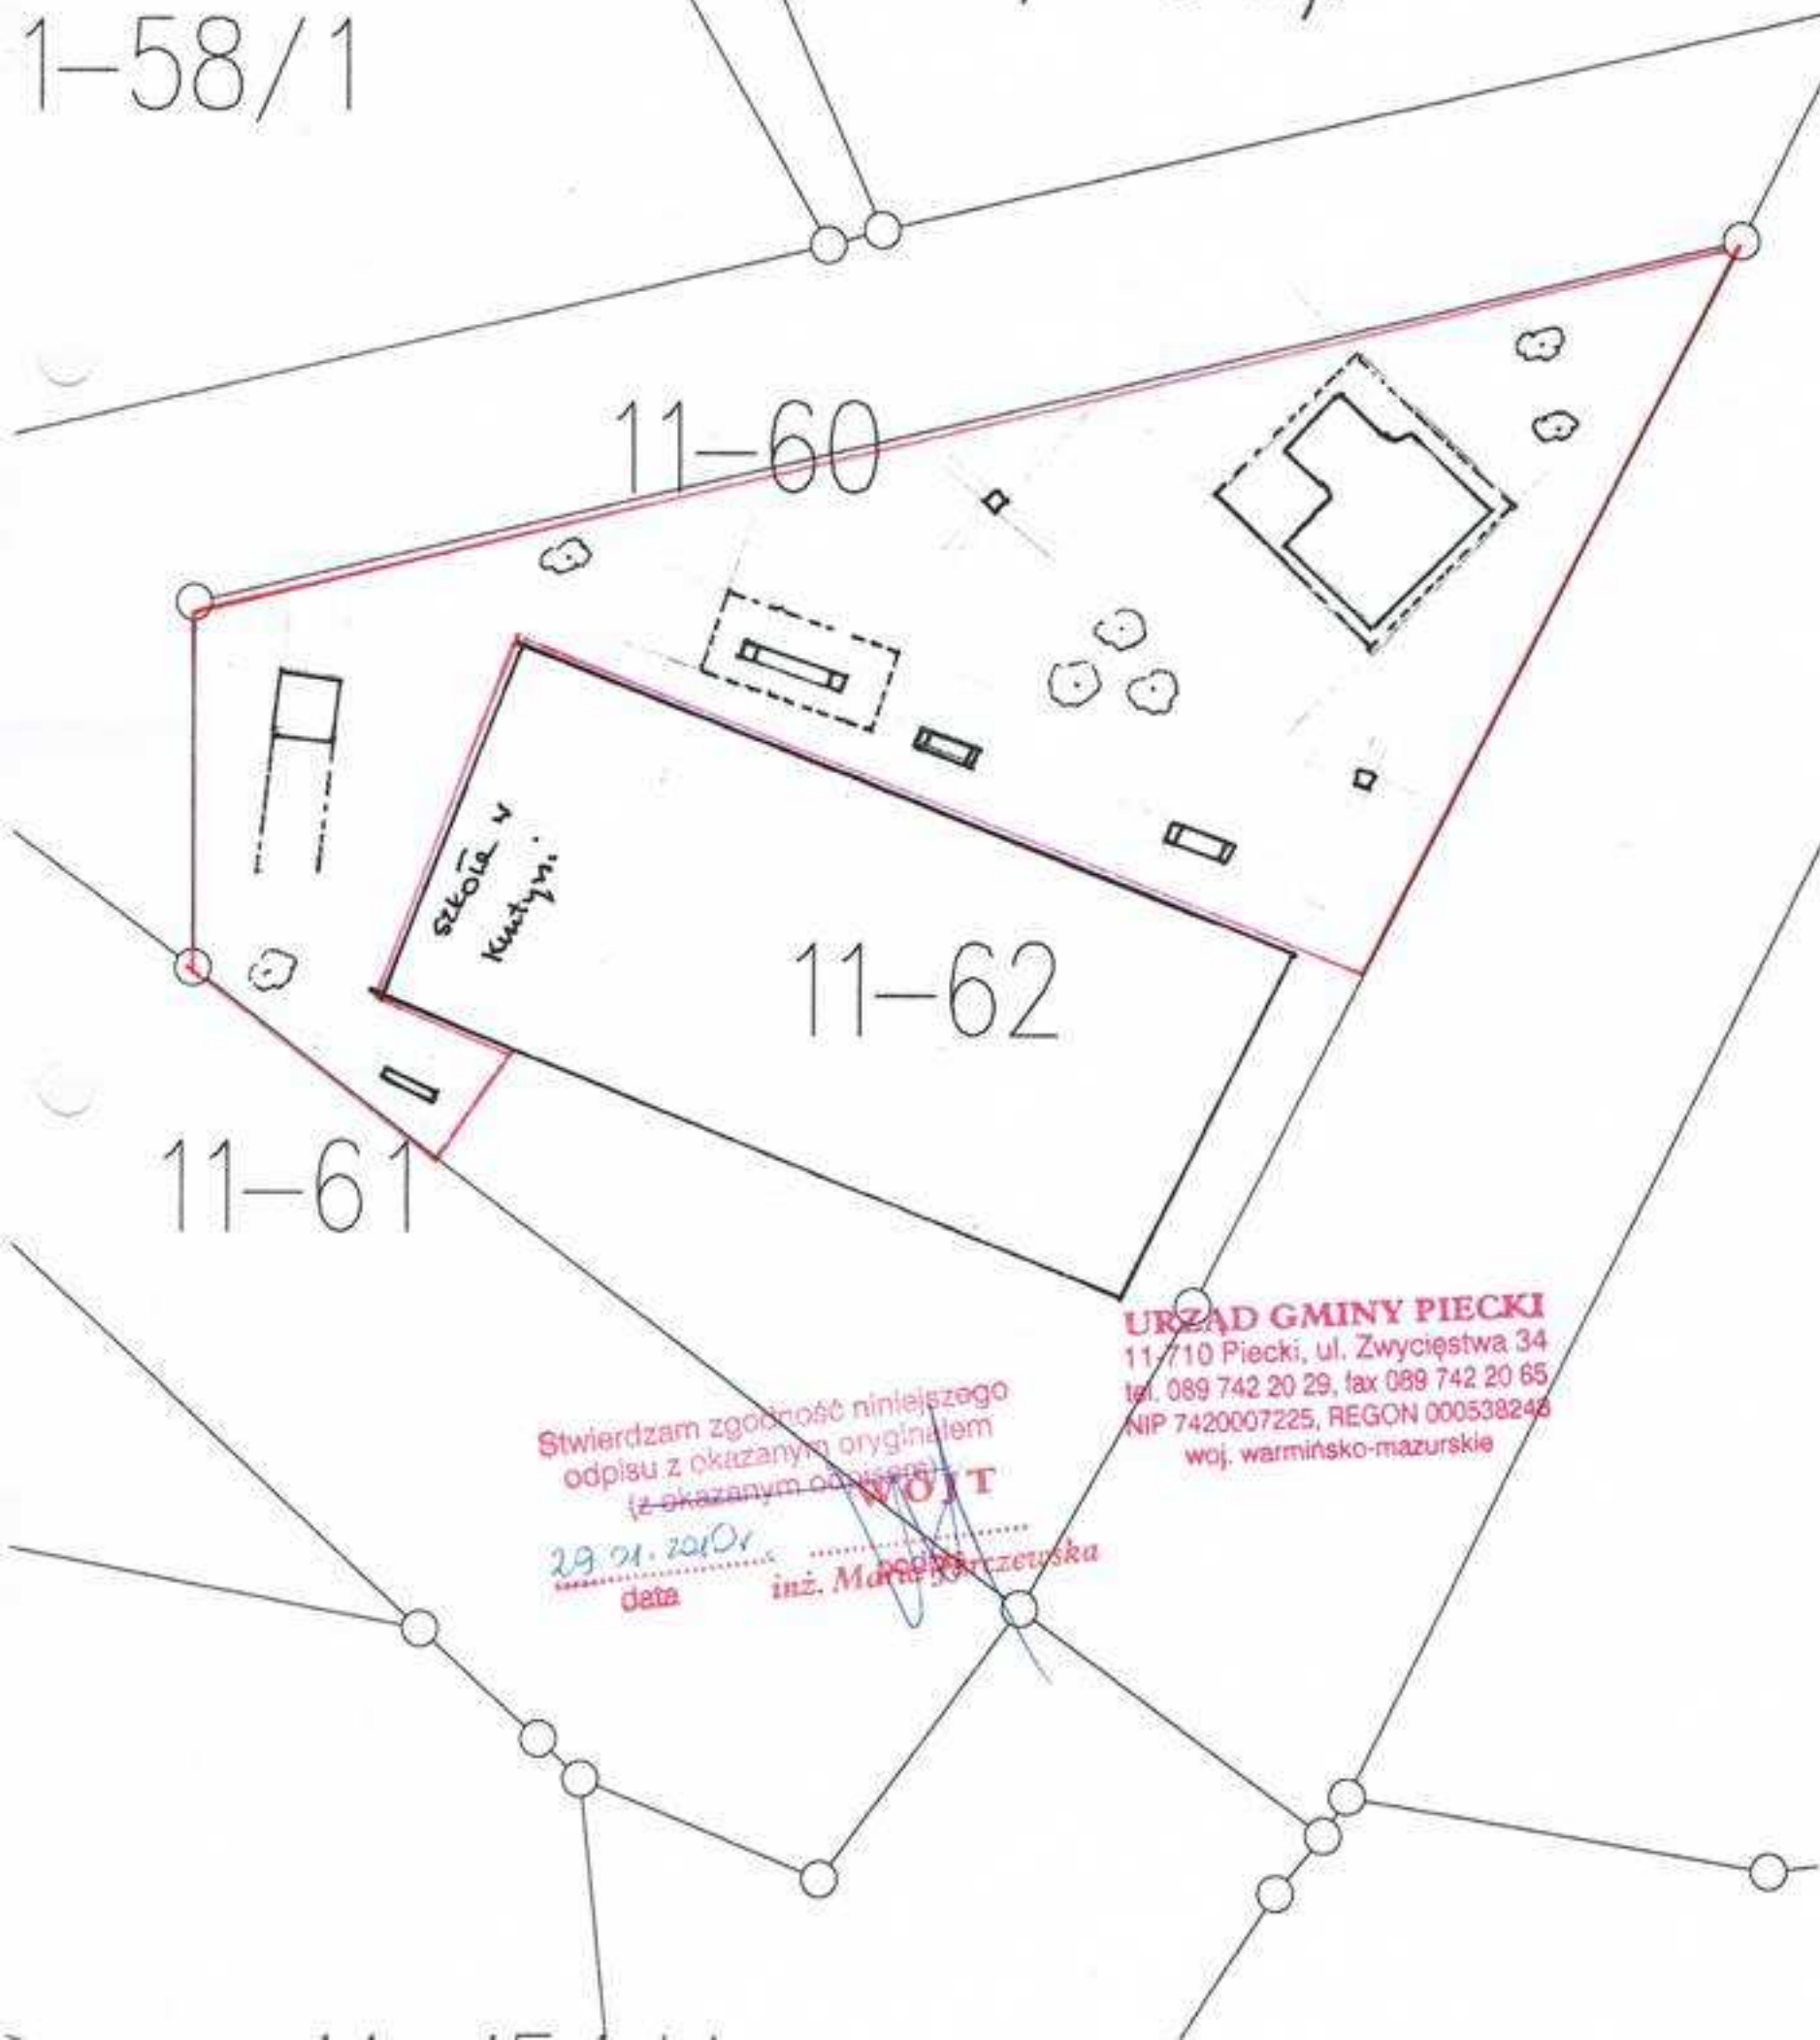 1-58/1
11-60
szkoła w
11-62
11-61
URZĄD GMINY PIECKI
11-710 Piecki, ul. Zwycięstwa 34
tel. 089 742 20 29, fax 089 742 20 65
NIP 7420007225, REGON 000538248
woj. warmińsko-mazurskie
Stwierdzam zgodność niniejszego
odpisu z okazanym oryginałem
(z okazanym odpisem)
WÓJT
29 01. 2010r.
podpis
data
inż. Maria